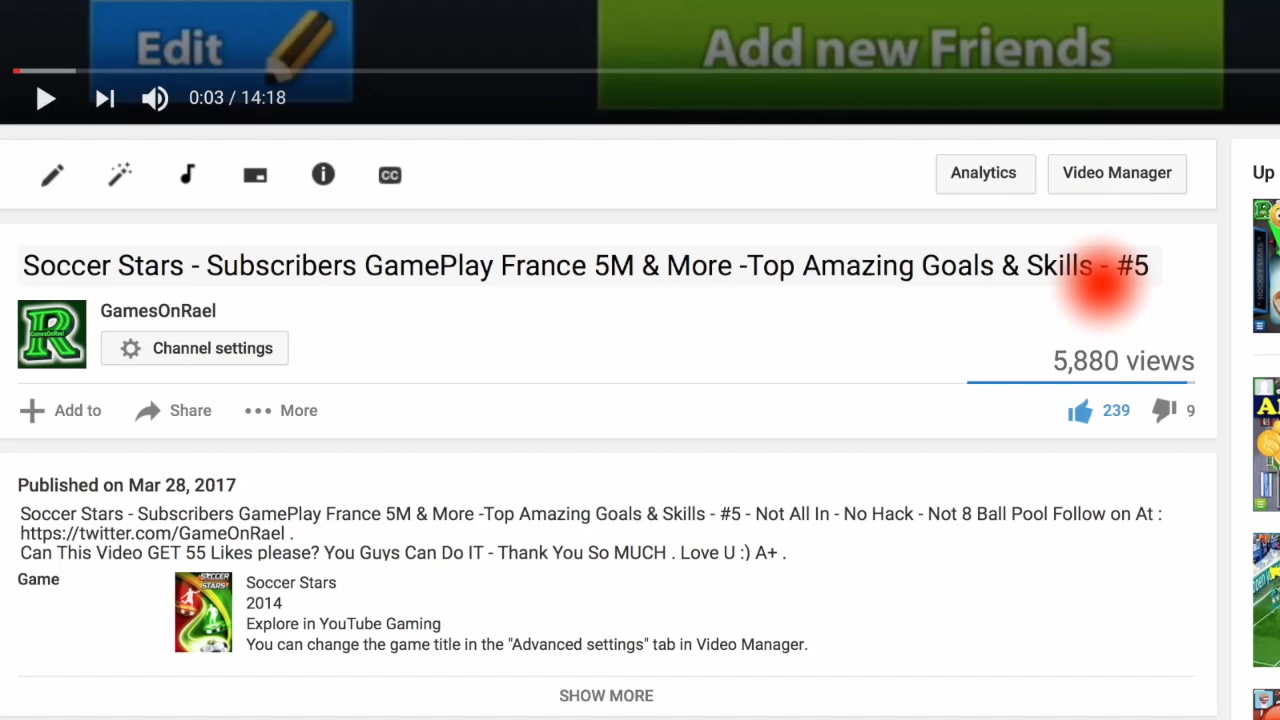 Edit
Add new Friends
0:03 / 14:18
CC
Analytics
Video Manager
Up
Soccer Stars - Subscribers GamePlay France 5M & More -Top Amazing Goals & Skills - #5
GamesOnRael
Channel settings
5,880 views
Add to
Share
More
239
9
Published on Mar 28, 2017
Soccer Stars - Subscribers GamePlay France 5M & More -Top Amazing Goals & Skills - #5 - Not All In - No Hack - Not 8 Ball Pool Follow on At :
https://twitter.com/GameOnRael .
Can This Video GET 55 Likes please? You Guys Can Do IT - Thank You So MUCH . Love U :) A+ .
Game
SOCCER
STARS
Soccer Stars
2014
Explore in YouTube Gaming
You can change the game title in the "Advanced settings" tab in Video Manager.
SHOW MORE